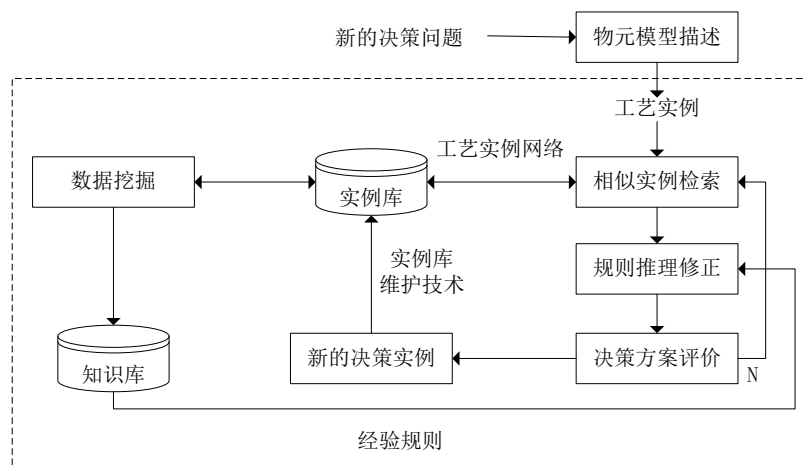 新的决策问题
物元模型描述
工艺实例
工艺实例网络
数据挖掘
实例库
相似实例检索
实例库
维护技术
规则推理修正
知识库
新的决策实例
决策方案评价
N
经验规则